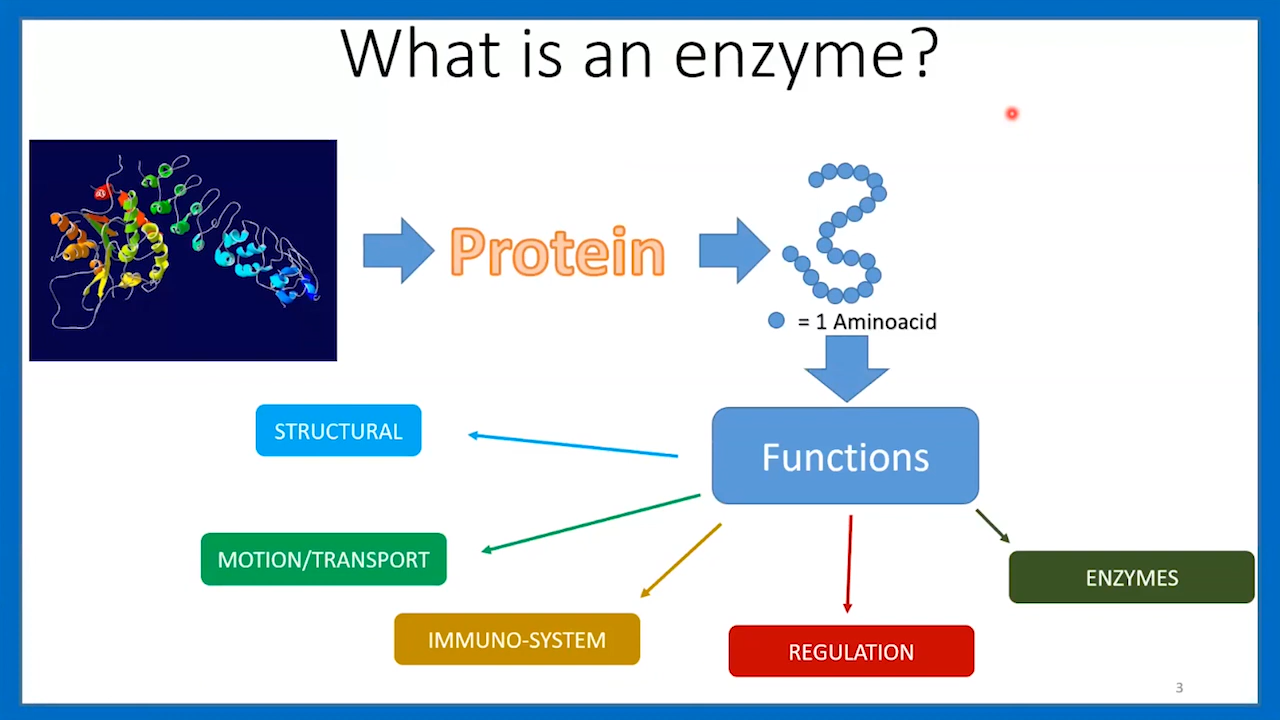 What is an enzyme?
Protein
= 1 Aminoacid
Functions
STRUCTURAL
MOTION/TRANSPORT
IMMUNO-SYSTEM
REGULATION
ENZYMES
3